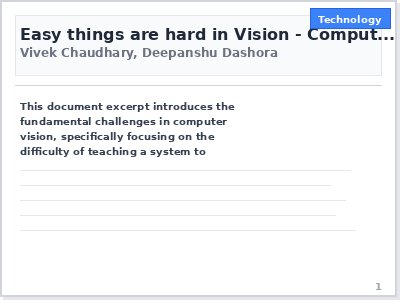 Technology
Easy things are hard in Vision - Comput...
Vivek Chaudhary, Deepanshu Dashora
This document excerpt introduces the
fundamental challenges in computer
vision, specifically focusing on the
difficulty of teaching a system to
1